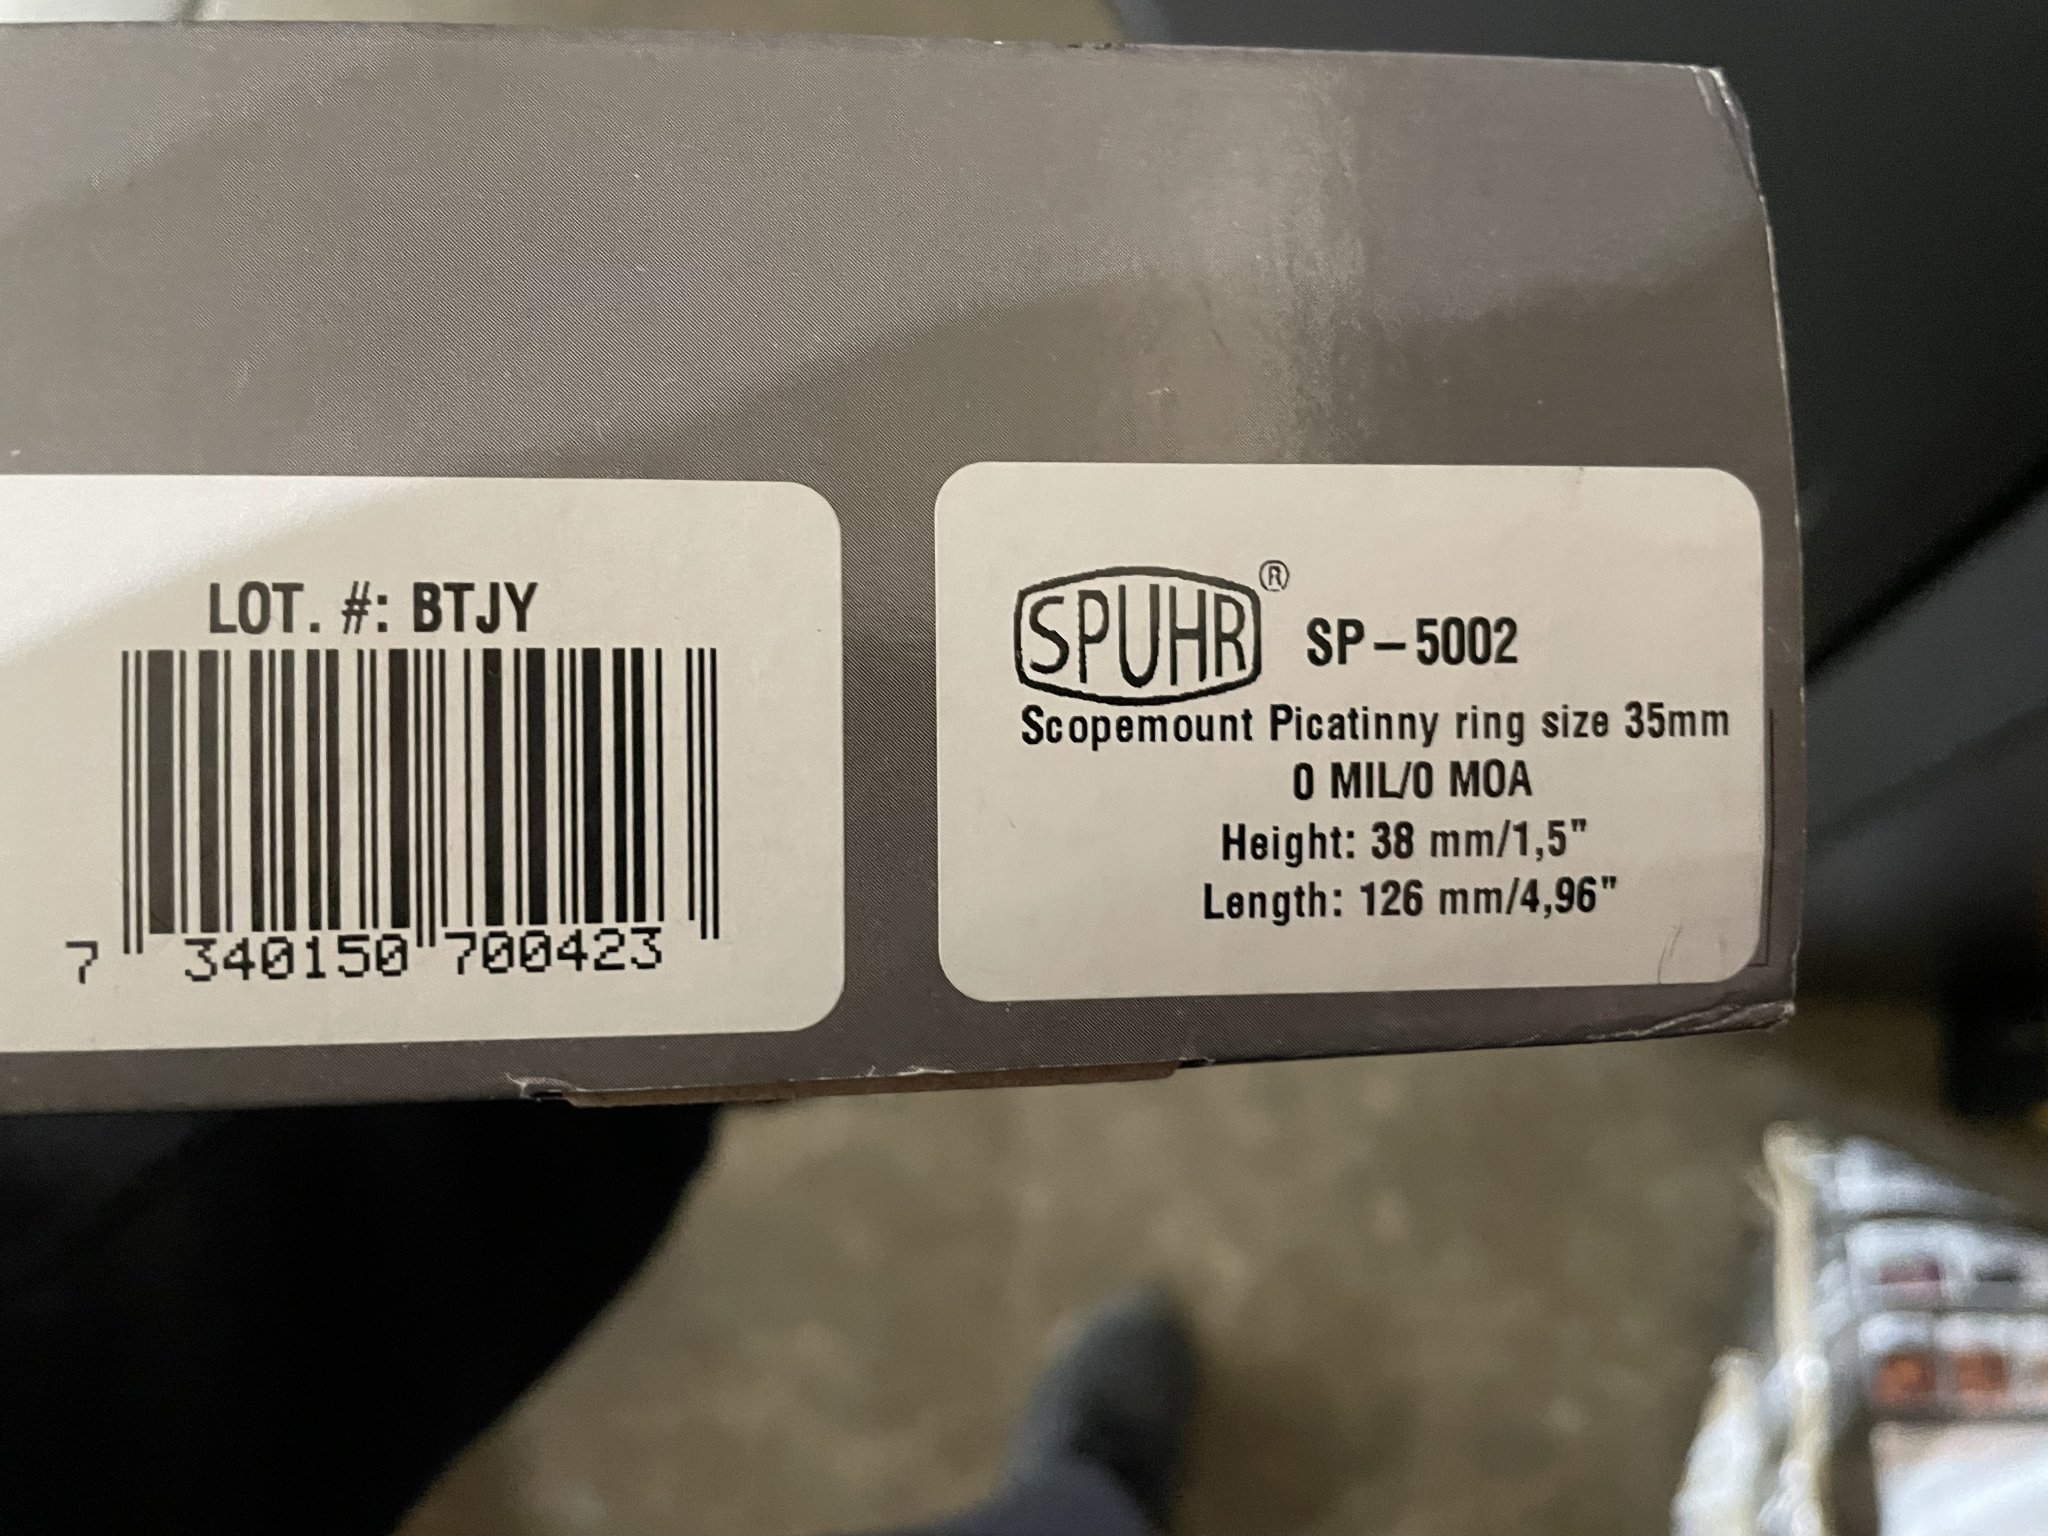 LOT. #: BTJY
7 340150 700423
SPUHR® SP-5002
Scopemount Picatinny ring size 35mm
0 MIL/0 MOA
Height: 38 mm/1,5"
Length: 126 mm/4,96"